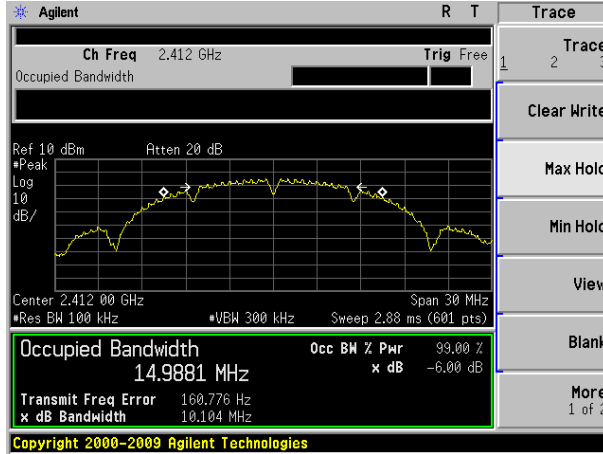 Agilent R T Trace
Ch Freq 2.412 GHz Trig Free
Occupied Bandwidth
Trace
1 2 3
Clear Write
Max Hold
Min Hold
View
Blank
More
1 of 2
Ref 10 dBm Atten 20 dB
#Peak
Log
10
dB/
Center 2.412 00 GHz Span 30 MHz
#Res BW 100 kHz #VBW 300 kHz Sweep 2.88 ms (601 pts)
Occupied Bandwidth Occ BW % Pwr 99.00 %
14.9881 MHz x dB -6.00 dB
Transmit Freq Error 160.776 Hz
x dB Bandwidth 10.104 MHz
Copyright 2000-2009 Agilent Technologies